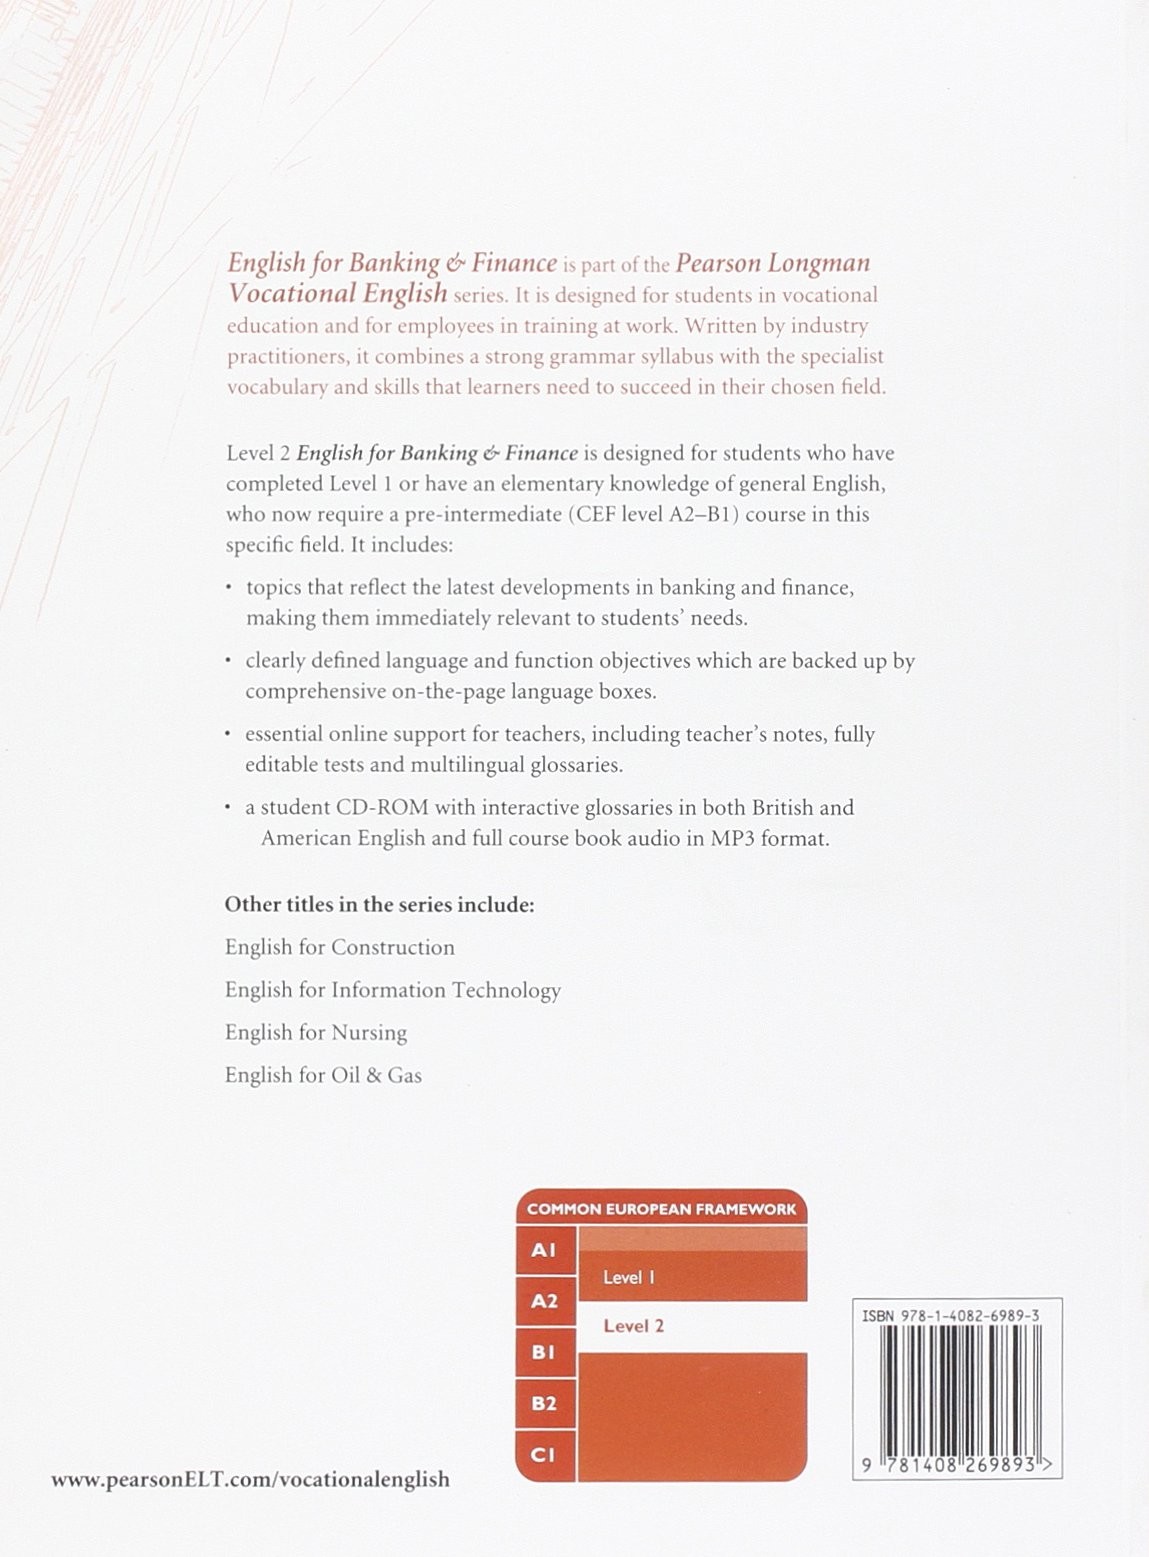 English for Banking & Finance is part of the Pearson Longman
Vocational English series. It is designed for students in vocational
education and for employees in training at work. Written by industry
practitioners, it combines a strong grammar syllabus with the specialist
vocabulary and skills that learners need to succeed in their chosen field.
Level 2 English for Banking & Finance is designed for students who have
completed Level 1 or have an elementary knowledge of general English,
who now require a pre-intermediate (CEF level A2–B1) course in this
specific field. It includes:
• topics that reflect the latest developments in banking and finance,
making them immediately relevant to students’ needs.
• clearly defined language and function objectives which are backed up by
comprehensive on-the-page language boxes.
• essential online support for teachers, including teacher’s notes, fully
editable tests and multilingual glossaries.
• a student CD-ROM with interactive glossaries in both British and
American English and full course book audio in MP3 format.
Other titles in the series include:
English for Construction
English for Information Technology
English for Nursing
English for Oil & Gas
COMMON EUROPEAN FRAMEWORK
A1
Level 1
A2
Level 2
B1
B2
C1
ISBN 978-1-4082-6989-3
9 781408 269893 >
www.pearsonELT.com/vocationalenglish